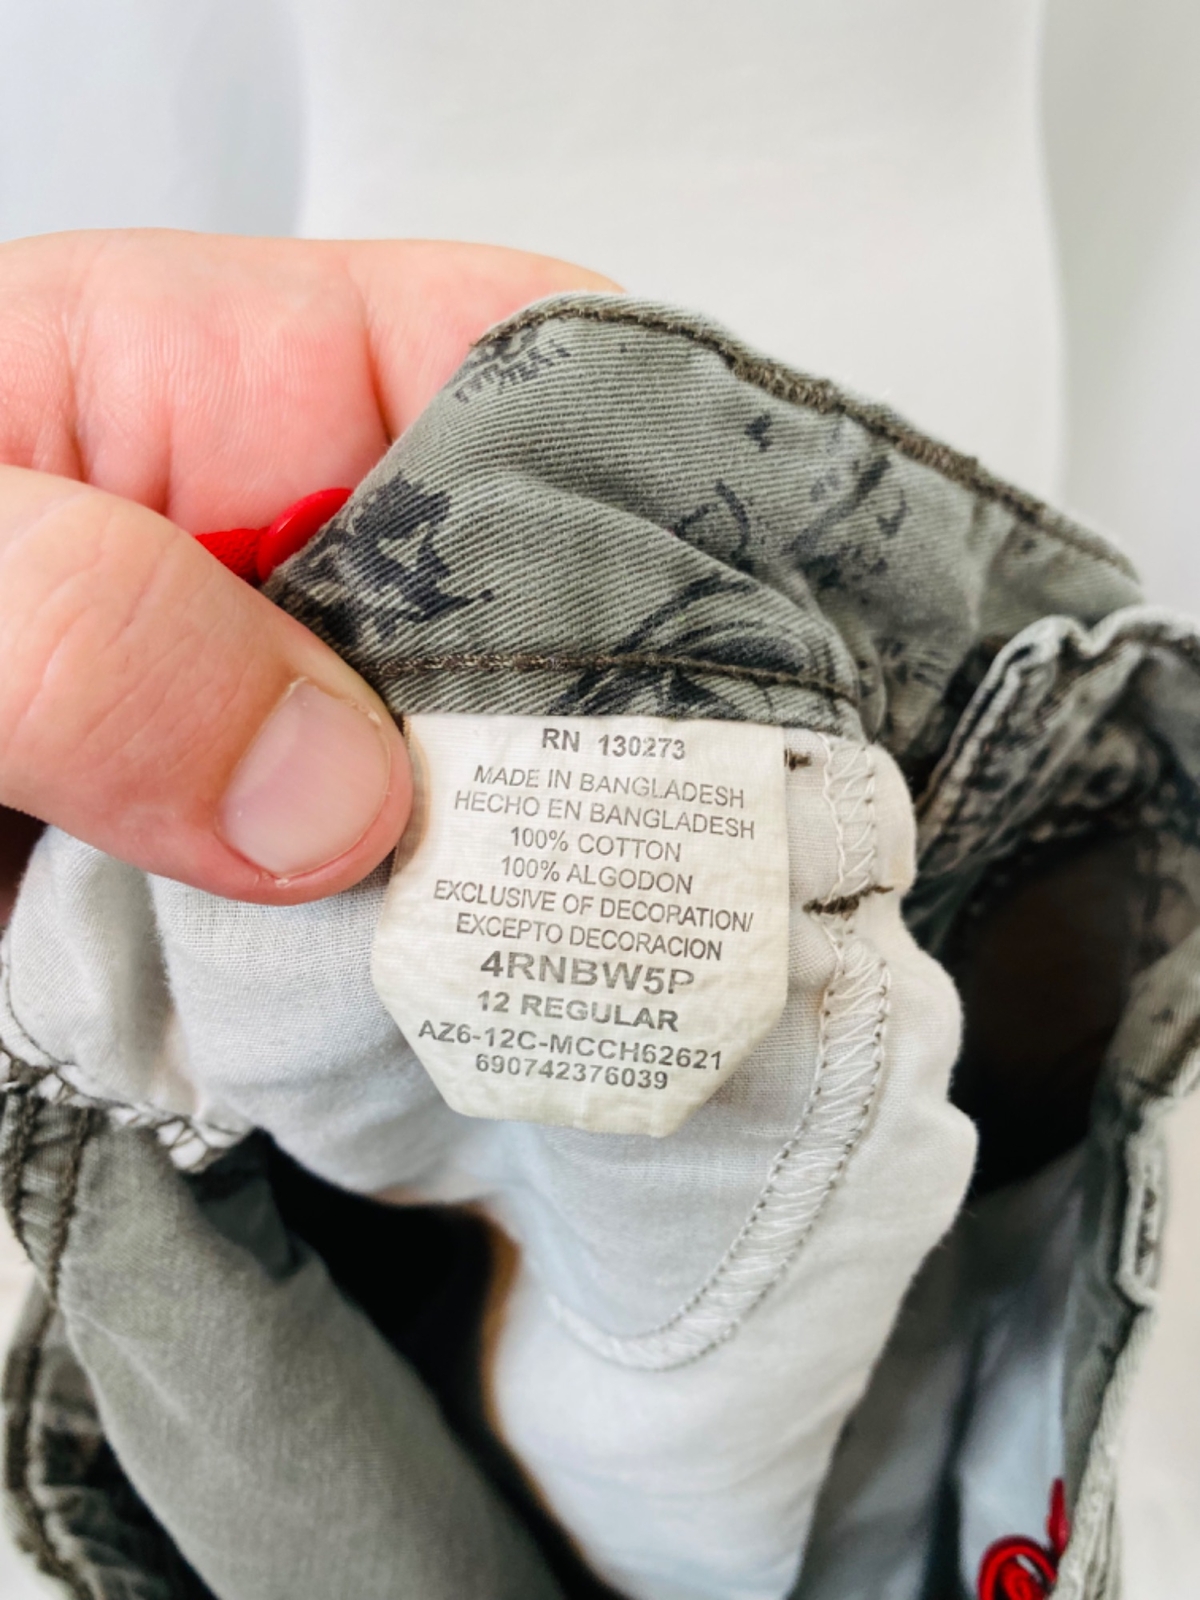 RN 130273
MADE IN BANGLADESH
HECHO EN BANGLADESH
100% COTTON
100% ALGODON
EXCLUSIVE OF DECORATION/
EXCEPTO DECORACION
4RNBW5P
12 REGULAR
AZ6-12C-MCCH62621
690742376039